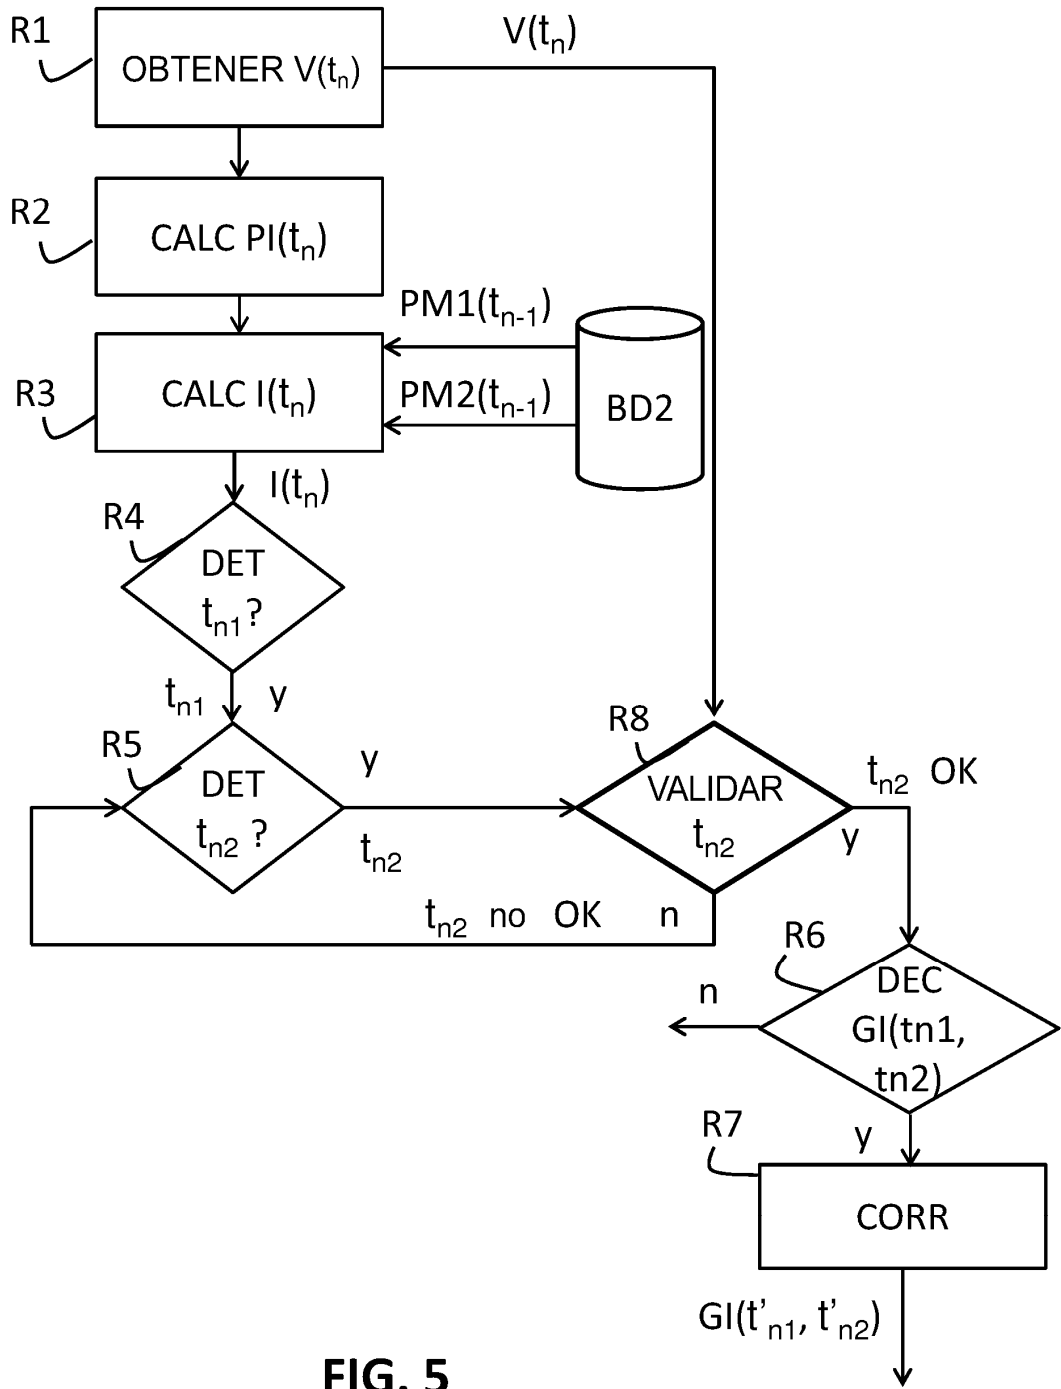 R1
OBTENER V(tn)
V(tn)
R2
CALC PI(tn)
PM1(tn-1)
R3
CALC I(tn)
PM2(tn-1)
BD2
I(tn)
R4
DET
tn1 ?
tn1 y
R5
DET
tn2 ?
y
tn2
R8
VALIDAR
tn2
tn2 OK
y
tn2 no OK n
R6
DEC
GI(tn1,
tn2)
n
y
R7
CORR
GI(t'n1, t'n2)
FIG. 5